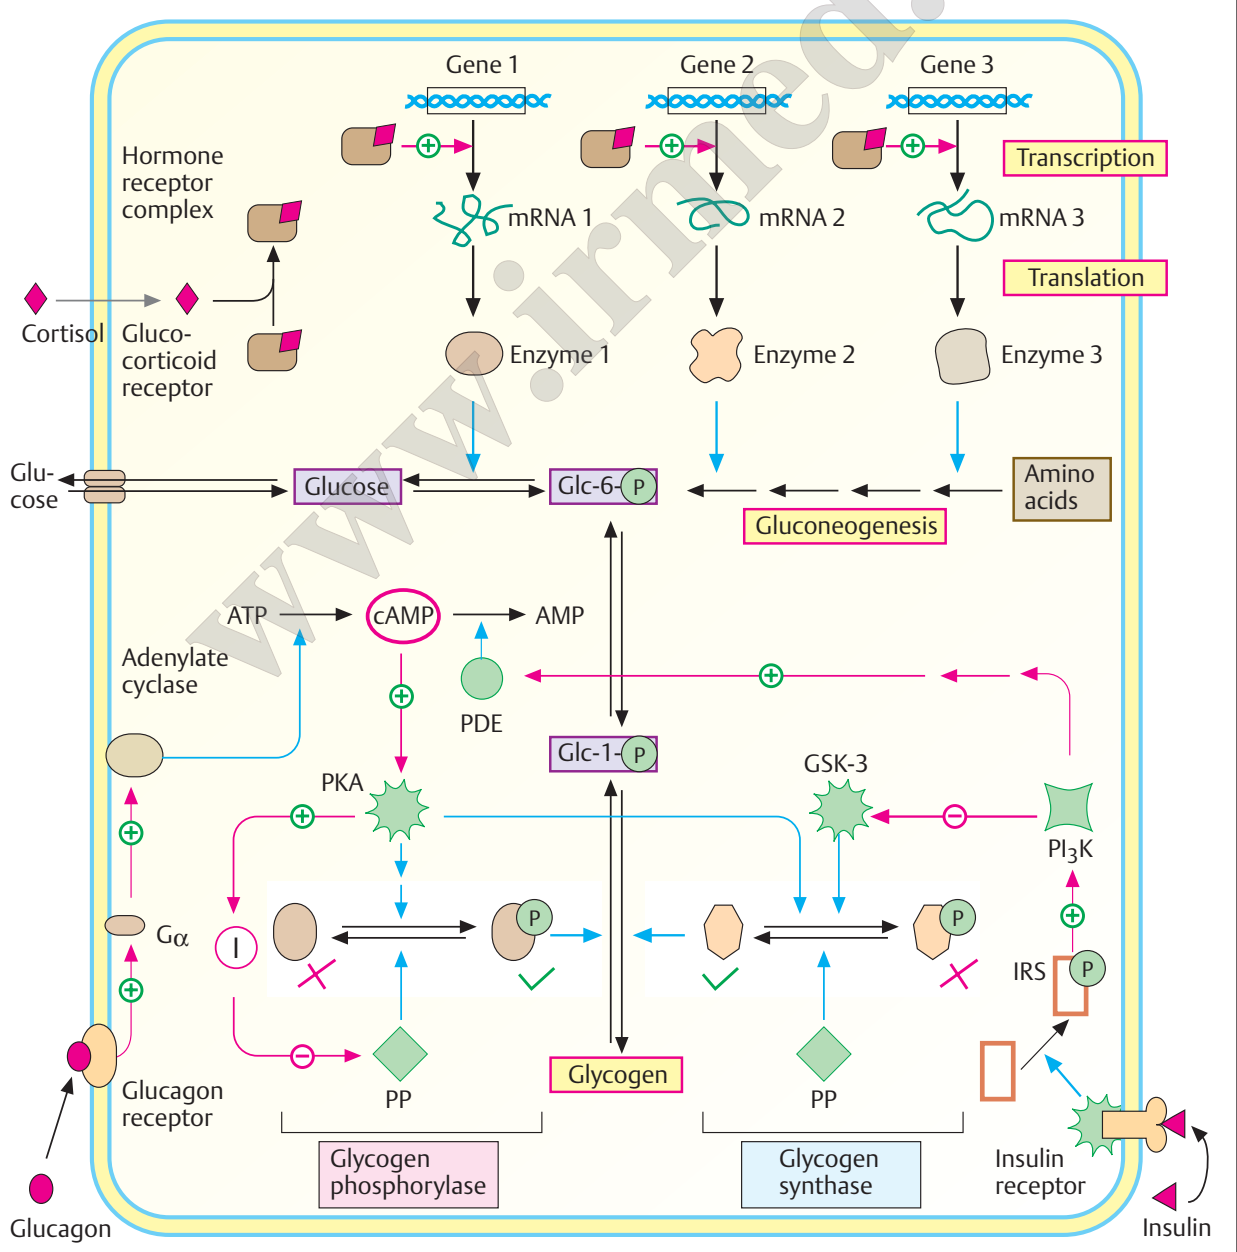 Gene 1
Gene 2
Gene 3
Hormone
receptor
complex
+
+
+
Transcription
mRNA 1
mRNA 2
mRNA 3
Translation
Cortisol
Gluco-
corticoid
receptor
Enzyme 1
Enzyme 2
Enzyme 3
Glu-
cose
Glucose
Glc-6-P
Amino
acids
Gluconeogenesis
ATP
cAMP
AMP
Adenylate
cyclase
+
PDE
+
Glc-1-P
PKA
GSK-3
+
+
−
PI3K
+
Gα
I
P
P
IRS
P
+
−
Glucagon
receptor
PP
Glycogen
PP
Glycogen
phosphorylase
Glycogen
synthase
Insulin
receptor
Glucagon
Insulin
www.irmed.